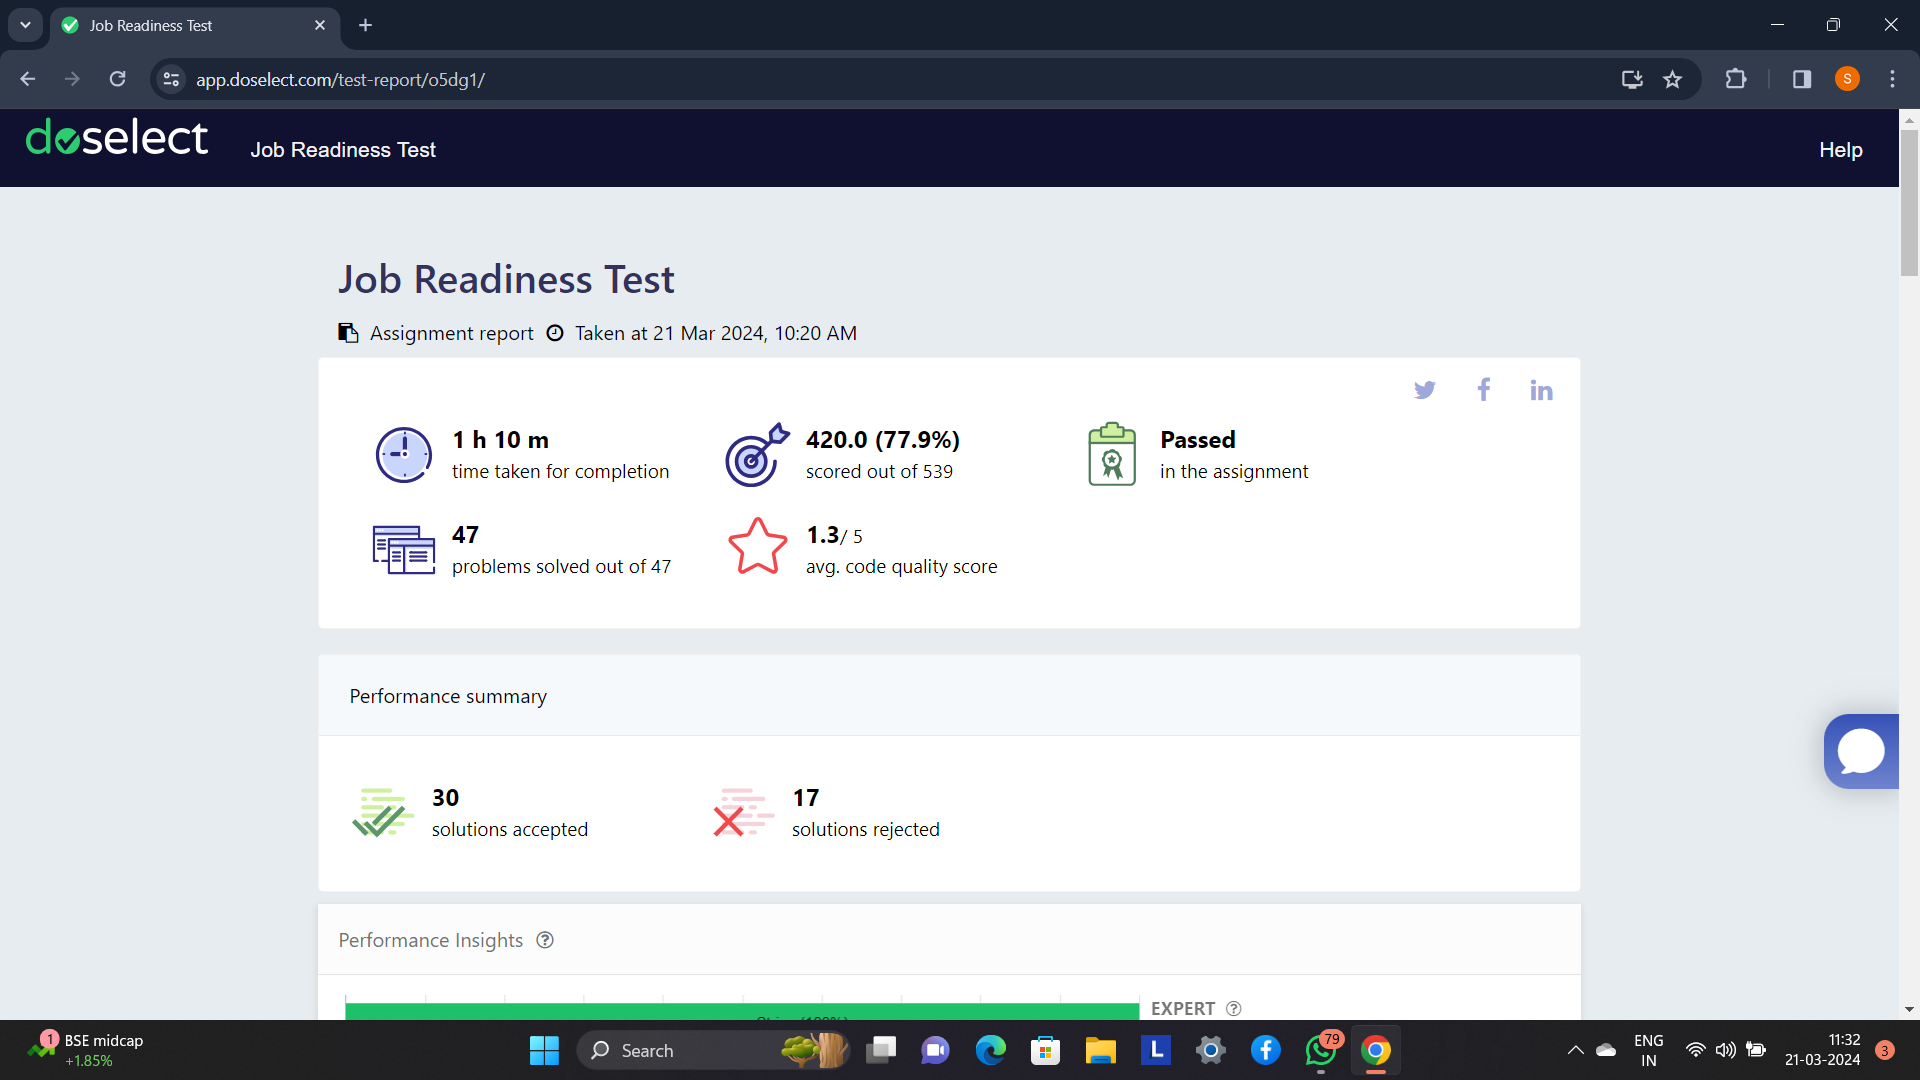 Job Readiness Test
app.doselect.com/test-report/o5dg1/
S
doselect
Job Readiness Test
Help
Job Readiness Test
Assignment report
Taken at 21 Mar 2024, 10:20 AM
1 h 10 m
time taken for completion
420.0 (77.9%)
scored out of 539
Passed
in the assignment
47
problems solved out of 47
1.3/ 5
avg. code quality score
Performance summary
30
solutions accepted
17
solutions rejected
Performance Insights
EXPERT
1
BSE midcap
+1.85%
Search
L
79
ENG
IN
11:32
21-03-2024
3